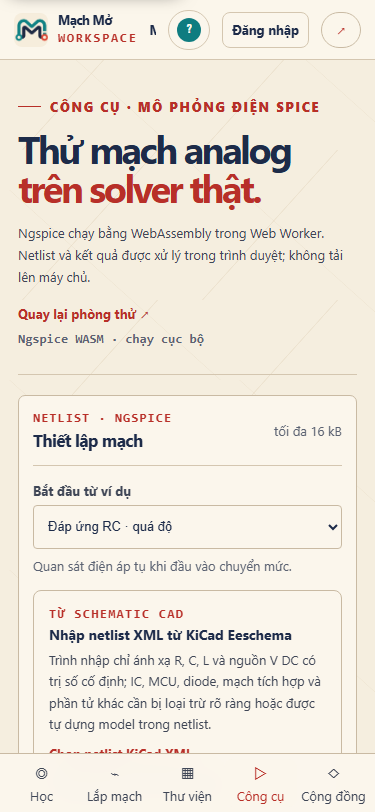 Mạch Mở
WORKSPACE
?
Đăng nhập
CÔNG CỤ · MÔ PHỎNG ĐIỆN SỐ
Thử mạch analog
trên solver thật.
Ngspice chạy bằng WebAssembly trong Web Worker.
Netlist và kết quả được xử lý trong trình duyệt; không tải
lên máy chủ.
Quay lại phòng thử ↗
Ngspice WASM · chạy cục bộ
NETLIST · NGSPICE
Thiết lập mạch
tối đa 16 kB
Bắt đầu từ ví dụ
Đáp ứng RC · quá độ
Quan sát điện áp tụ khi đầu vào chuyển mức.
TỪ SCHEMATIC CAD
Nhập netlist XML từ KiCad Eeschema
Trình nhập chỉ ánh xạ R, C, L và nguồn V DC có
trị số cố định; IC, MCU, diode, mạch tích hợp và
phần tử khác cần bị loại trừ rõ ràng hoặc được
tự dựng model trong netlist.
Học
Lắp mạch
Thư viện
Công cụ
Cộng đồng